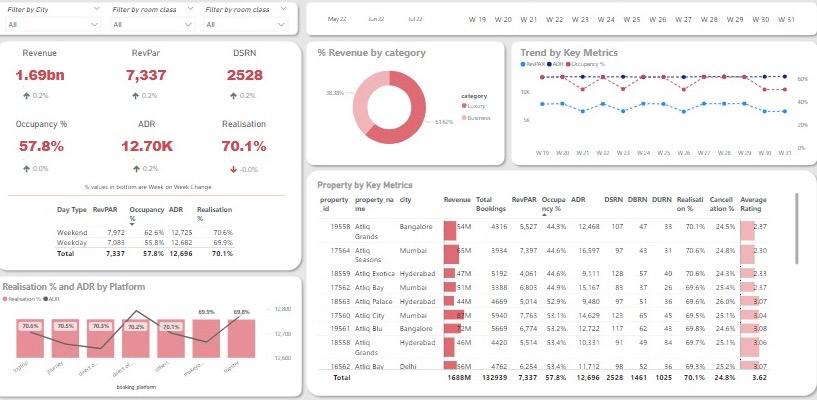 Filter by City
Filter by room class
Filter by room class
All
All
All
May 22
Jun 22
Jul 22
W 19 W 20 W 21 W 22 W 23 W 24 W 25 W 26 W 27 W 28 W 29 W 30 W 31
Revenue
RevPar
DSRN
1.69bn
7,337
2528
0.2%
0.2%
0.2%
Occupancy %
ADR
Realisation
57.8%
12.70K
70.1%
0.0%
0.2%
-0.0%
% values in bottom are Week on Week Change
Day Type RevPAR Occupancy % ADR Realisation %
Weekend 7,972 62.6% 12,725 70.6%
Weekday 7,083 55.8% 12,682 69.9%
Total 7,337 57.8% 12,696 70.1%
Realisation % and ADR by Platform
Realisation % ADR
70.6% 70.5% 70.3% 70.2% 70.1% 69.9% 69.8%
12,800
12,700
12,600
logtrip journey direct o... direct... others makeyo... tripster
booking_platform
% Revenue by category
38.38%
61.62%
category
Luxury
Business
Trend by Key Metrics
RevPAR ADR Occupancy %
10K
5K
60%
40%
20%
0%
W 19 W 20 W 21 W 22 W 23 W 24 W 25 W 26 W 27 W 28 W 29 W 30 W 31
Property by Key Metrics
property_id property_name city Revenue Total Bookings RevPAR Occupancy % ADR DSRN DBRN DURN Realisation % Cancellation % Average Rating
19558 Atliq Grands Bangalore 54M 4316 5,527 44.3% 12,468 107 47 33 70.1% 24.5% 2.37
17564 Atliq Seasons Mumbai 65M 3934 7,397 44.6% 16,597 97 43 31 70.6% 24.7% 2.30
18559 Atliq Exotica Hyderabad 47M 5192 4,061 44.6% 9,111 128 57 40 70.6% 24.3% 2.33
17562 Atliq Bay Mumbai 51M 3388 6,803 44.9% 15,167 83 37 26 69.6% 25.4% 2.37
18563 Atliq Palace Hyderabad 44M 4669 5,014 52.9% 9,480 97 51 36 69.0% 26.0% 3.07
17560 Atliq City Mumbai 87M 5940 7,763 53.1% 14,629 123 65 45 69.5% 25.1% 3.04
19561 Atliq Blu Bangalore 72M 5669 6,774 53.2% 12,722 117 62 43 69.8% 24.6% 3.08
18558 Atliq Grands Hyderabad 46M 4420 5,514 53.4% 10,331 91 49 34 69.7% 25.1% 3.06
16562 Atliq Bay Delhi 56M 4762 6,254 53.4% 11,712 98 52 36 69.3% 25.2% 3.07
Total 1688M 132939 7,337 57.8% 12,696 2528 1461 1025 70.1% 24.8% 3.62